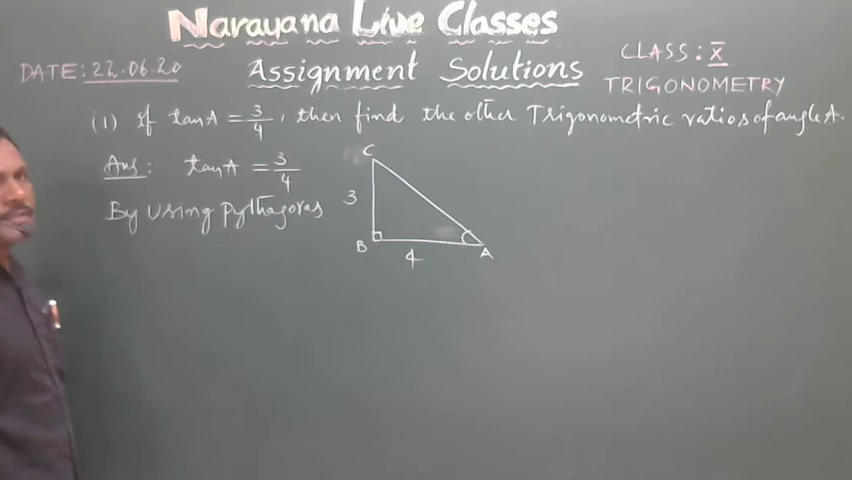 Narayana Live Classes
DATE: 22.06.20 Assignment Solutions CLASS: X
TRIGONOMETRY
(1) If tanA = 3/4, then find the other Trigonometric ratios of angle A.
Ans: tanA = 3/4
By using pythagoras
C
3
B
4
A